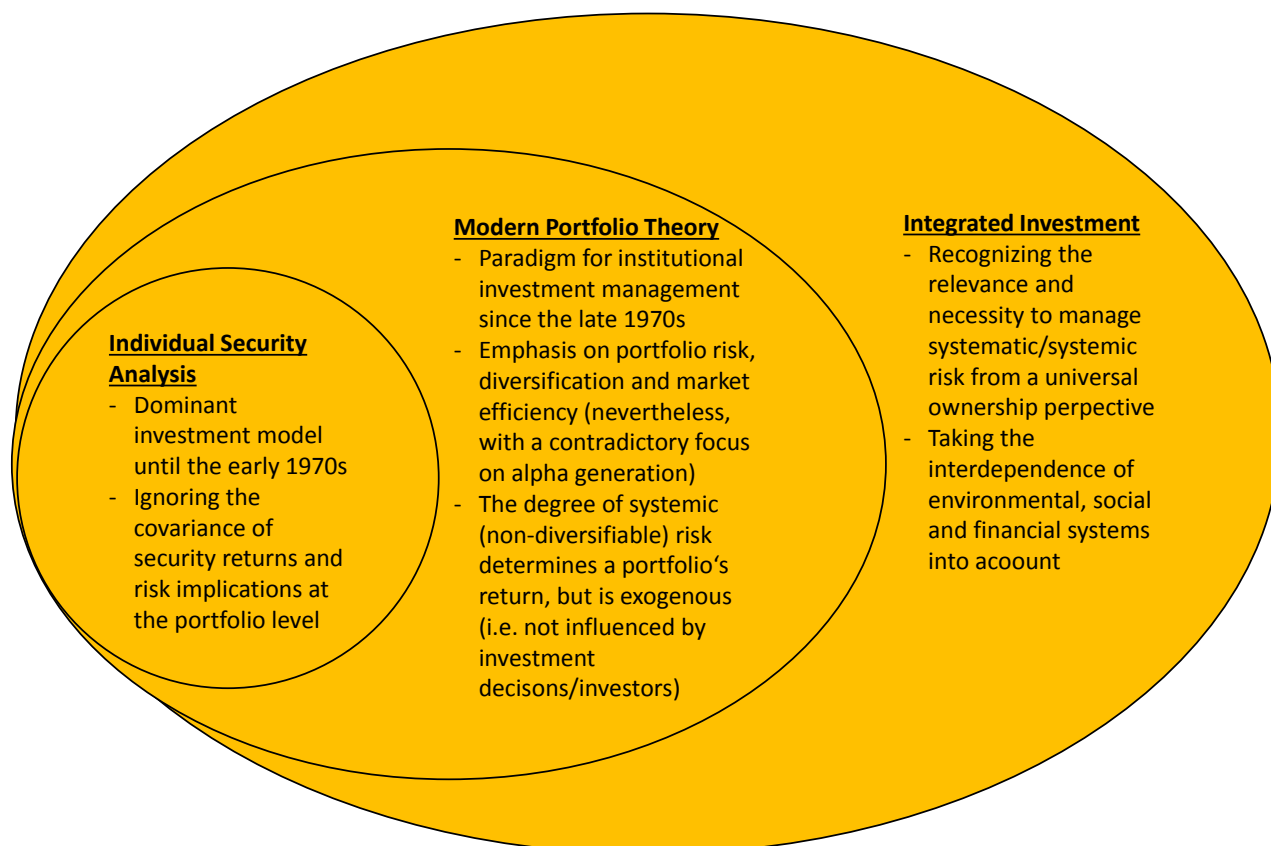 Individual Security
Analysis
- Dominant
investment model
until the early 1970s
- Ignoring the
covariance of
security returns and
risk implications at
the portfolio level
Modern Portfolio Theory
- Paradigm for institutional
investment management
since the late 1970s
- Emphasis on portfolio risk,
diversification and market
efficiency (nevertheless,
with a contradictory focus
on alpha generation)
- The degree of systemic
(non-diversifiable) risk
determines a portfolio‘s
return, but is exogenous
(i.e. not influenced by
investment
decisons/investors)
Integrated Investment
- Recognizing the
relevance and
necessity to manage
systematic/systemic
risk from a universal
ownership perpective
- Taking the
interdependence of
environmental, social
and financial systems
into acoount